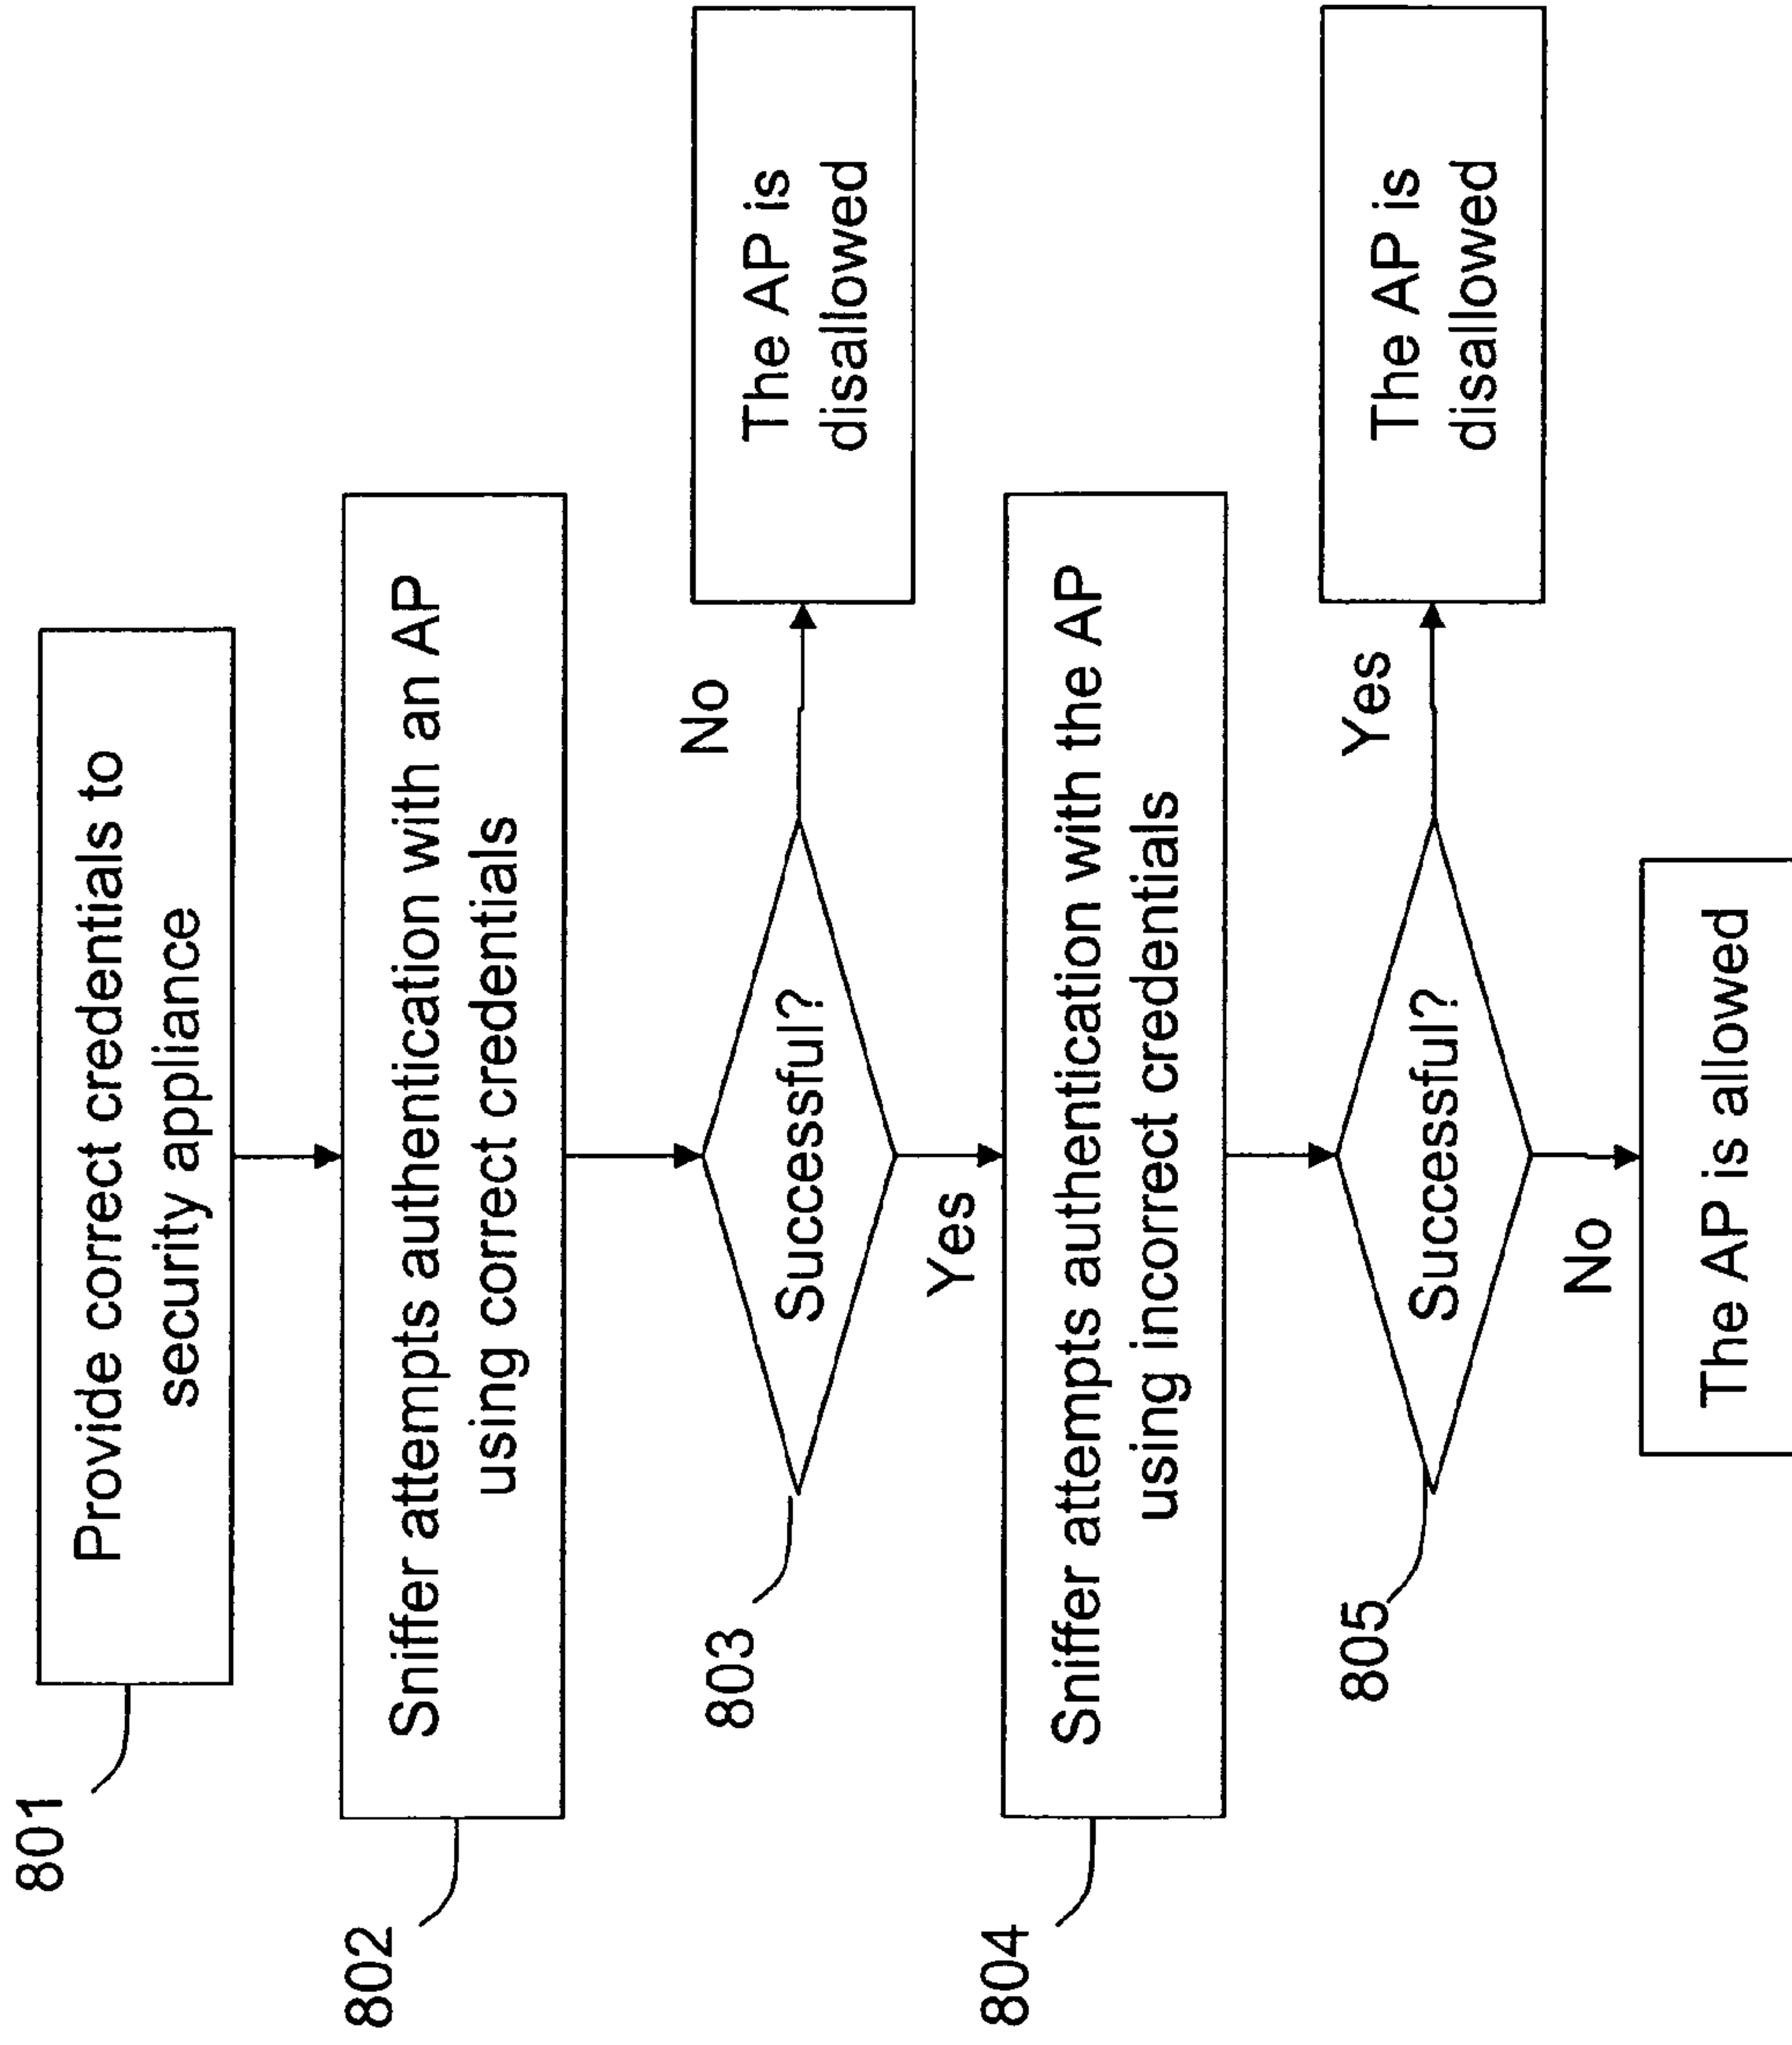 801
Provide correct credentials to
security appliance
802
Sniffer attempts authentication with an AP
using correct credentials
803
Successful?
No
The AP is
disallowed
Yes
804
Sniffer attempts authentication with the AP
using incorrect credentials
805
Successful?
Yes
The AP is
disallowed
No
The AP is allowed